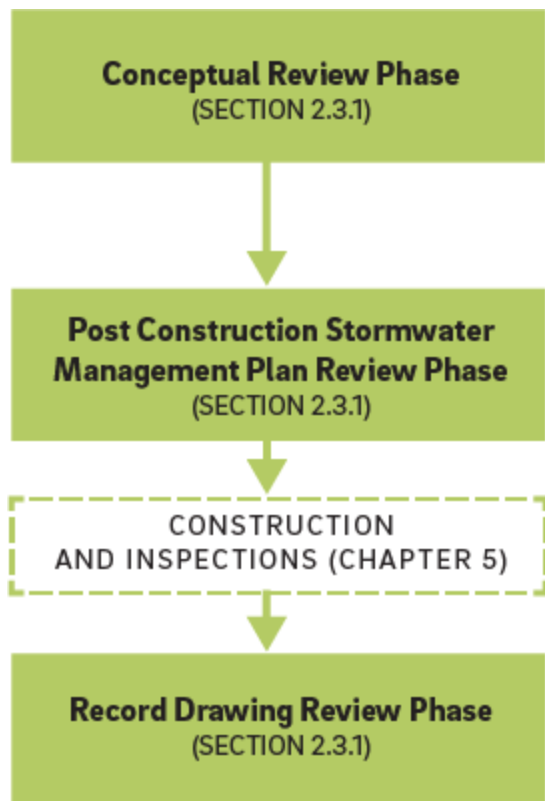 Conceptual Review Phase
(SECTION 2.3.1)
Post Construction Stormwater
Management Plan Review Phase
(SECTION 2.3.1)
CONSTRUCTION
AND INSPECTIONS (CHAPTER 5)
Record Drawing Review Phase
(SECTION 2.3.1)